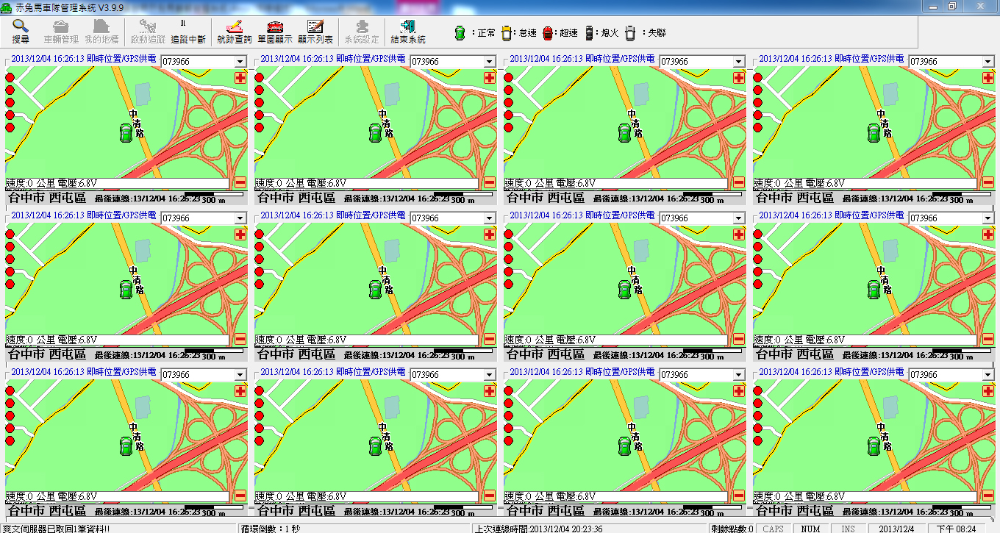 赤兔馬車隊管理系統 V3.9.9
搜尋 車輛管理 我的地標 啟動追蹤 追蹤中斷 航跡查詢 單圖顯示 顯示列表 系統設定 結束系統 :正常 :怠速 :超速 :熄火 :失聯
2013/12/04 16:26:13 即時位置/GPS供電 073966 2013/12/04 16:26:13 即時位置/GPS供電 073966 2013/12/04 16:26:13 即時位置/GPS供電 073966 2013/12/04 16:26:13 即時位置/GPS供電 073966
中清路 中清路 中清路 中清路
速度:0 公里 電壓:6.8V 速度:0 公里 電壓:6.8V 速度:0 公里 電壓:6.8V 速度:0 公里 電壓:6.8V
台中市 西屯區 最後連線:13/12/04 16:26:23 300 m 台中市 西屯區 最後連線:13/12/04 16:26:23 300 m 台中市 西屯區 最後連線:13/12/04 16:26:23 300 m 台中市 西屯區 最後連線:13/12/04 16:26:23 300 m
2013/12/04 16:26:13 即時位置/GPS供電 073966 2013/12/04 16:26:13 即時位置/GPS供電 073966 2013/12/04 16:26:13 即時位置/GPS供電 073966 2013/12/04 16:26:13 即時位置/GPS供電 073966
中清路 中清路 中清路 中清路
速度:0 公里 電壓:6.8V 速度:0 公里 電壓:6.8V 速度:0 公里 電壓:6.8V 速度:0 公里 電壓:6.8V
台中市 西屯區 最後連線:13/12/04 16:26:23 300 m 台中市 西屯區 最後連線:13/12/04 16:26:23 300 m 台中市 西屯區 最後連線:13/12/04 16:26:23 300 m 台中市 西屯區 最後連線:13/12/04 16:26:23 300 m
2013/12/04 16:26:13 即時位置/GPS供電 073966 2013/12/04 16:26:13 即時位置/GPS供電 073966 2013/12/04 16:26:13 即時位置/GPS供電 073966 2013/12/04 16:26:13 即時位置/GPS供電 073966
中清路 中清路 中清路 中清路
速度:0 公里 電壓:6.8V 速度:0 公里 電壓:6.8V 速度:0 公里 電壓:6.8V 速度:0 公里 電壓:6.8V
台中市 西屯區 最後連線:13/12/04 16:26:23 300 m 台中市 西屯區 最後連線:13/12/04 16:26:23 300 m 台中市 西屯區 最後連線:13/12/04 16:26:23 300 m 台中市 西屯區 最後連線:13/12/04 16:26:23 300 m
爽文伺服器已取回1筆資料!! 循環倒數：1 秒 上次連線時間:2013/12/04 20:23:36 剩餘點數:0 CAPS NUM INS 2013/12/4 下午 08:24